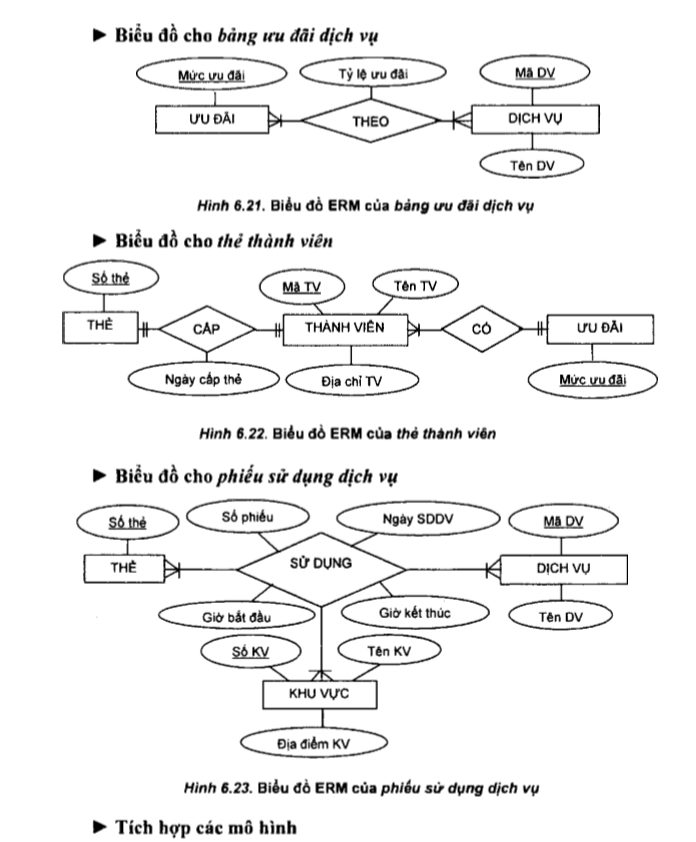 ► Biểu đồ cho bảng ưu đãi dịch vụ
Mức ưu đãi
Tỷ lệ ưu đãi
Mã DV
ƯU ĐÃI
THEO
DỊCH VỤ
Tên DV
Hình 6.21. Biểu đồ ERM của bảng ưu đãi dịch vụ
► Biểu đồ cho thẻ thành viên
Số thẻ
Mã TV
Tên TV
THẺ
CẤP
THÀNH VIÊN
CÓ
ƯU ĐÃI
Ngày cấp thẻ
Địa chỉ TV
Mức ưu đãi
Hình 6.22. Biểu đồ ERM của thẻ thành viên
► Biểu đồ cho phiếu sử dụng dịch vụ
Số thẻ
Số phiếu
Ngày SDDV
Mã DV
THẺ
SỬ DỤNG
DỊCH VỤ
Giờ bắt đầu
Giờ kết thúc
Tên DV
Số KV
Tên KV
KHU VỰC
Địa điểm KV
Hình 6.23. Biểu đồ ERM của phiếu sử dụng dịch vụ
► Tích hợp các mô hình